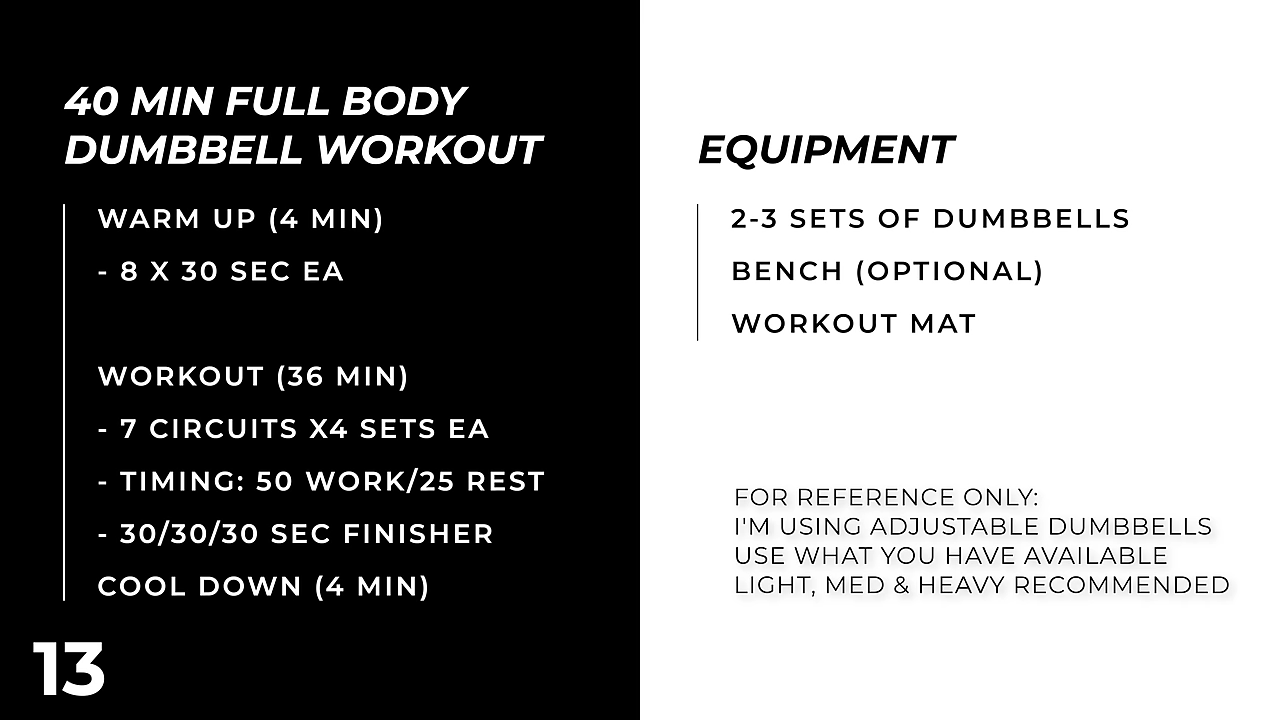 40 MIN FULL BODY
DUMBBELL WORKOUT
WARM UP (4 MIN)
- 8 X 30 SEC EA
WORKOUT (36 MIN)
- 7 CIRCUITS X4 SETS EA
- TIMING: 50 WORK/25 REST
- 30/30/30 SEC FINISHER
COOL DOWN (4 MIN)
13
EQUIPMENT
2-3 SETS OF DUMBBELLS
BENCH (OPTIONAL)
WORKOUT MAT
FOR REFERENCE ONLY:
I'M USING ADJUSTABLE DUMBBELLS
USE WHAT YOU HAVE AVAILABLE
LIGHT, MED & HEAVY RECOMMENDED